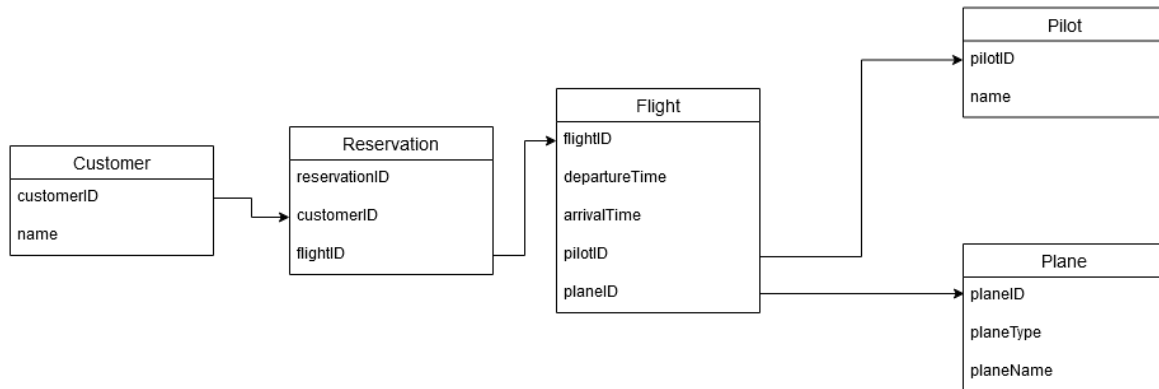 Customer
customerID
name
Reservation
reservationID
customerID
flightID
Flight
flightID
departureTime
arrivalTime
pilotID
planeID
Pilot
pilotID
name
Plane
planeID
planeType
planeName